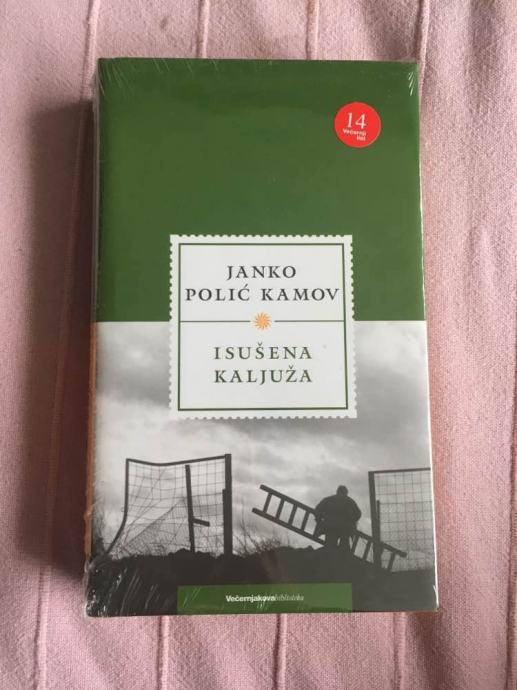 14
Večernji
list
JANKO
POLIĆ KAMOV
ISUŠENA
KALJUŽA
Večernjakova biblioteka